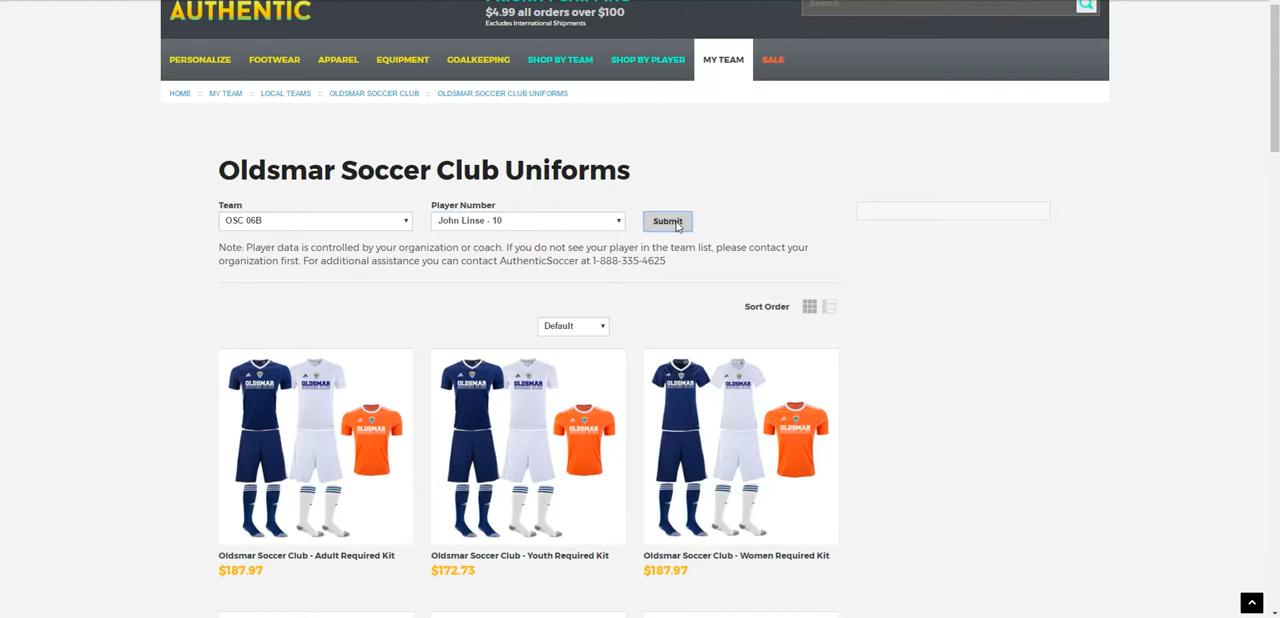 AUTHENTIC
PRIORITY SHIPPING
$4.99 all orders over $100
Excludes International Shipments
Search
PERSONALIZE FOOTWEAR APPAREL EQUIPMENT GOALKEEPING SHOP BY TEAM SHOP BY PLAYER MY TEAM SALE
HOME :: MY TEAM :: LOCAL TEAMS :: OLDSMAR SOCCER CLUB :: OLDSMAR SOCCER CLUB UNIFORMS
Oldsmar Soccer Club Uniforms
Team Player Number
OSC 06B John Linse - 10 Submit
Note: Player data is controlled by your organization or coach. If you do not see your player in the team list, please contact your
organization first. For additional assistance you can contact AuthenticSoccer at 1-888-335-4625
Sort Order
Default
OLDSMAR OLDSMAR OLDSMAR OLDSMAR OLDSMAR OLDSMAR OLDSMAR OLDSMAR OLDSMAR
Oldsmar Soccer Club - Adult Required Kit Oldsmar Soccer Club - Youth Required Kit Oldsmar Soccer Club - Women Required Kit
$187.97 $172.73 $187.97